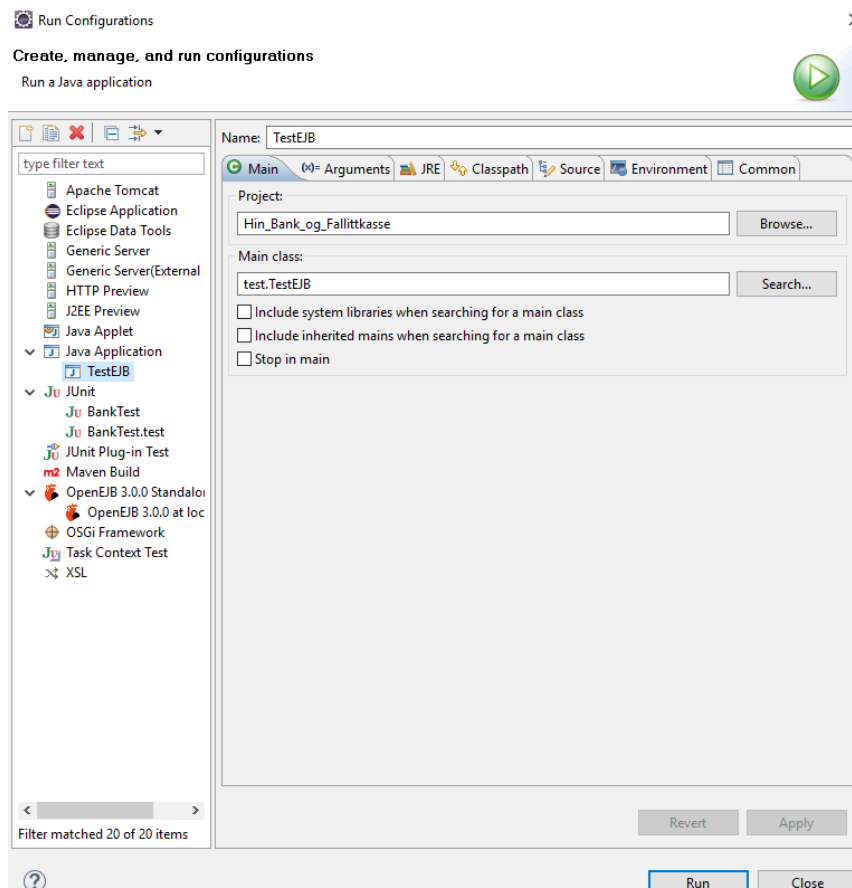 Run Configurations
Create, manage, and run configurations
Run a Java application
type filter text
Apache Tomcat
Eclipse Application
Eclipse Data Tools
Generic Server
Generic Server(External
HTTP Preview
J2EE Preview
Java Applet
Java Application
TestEJB
JUnit
BankTest
BankTest.test
JUnit Plug-in Test
m2 Maven Build
OpenEJB 3.0.0 Standalo
OpenEJB 3.0.0 at loc
OSGi Framework
Task Context Test
XSL
Filter matched 20 of 20 items
Name: TestEJB
Main (x)= Arguments JRE Classpath Source Environment Common
Project:
Hin_Bank_og_Fallittkasse Browse...
Main class:
test.TestEJB Search...
Include system libraries when searching for a main class
Include inherited mains when searching for a main class
Stop in main
Revert Apply
? Run Close